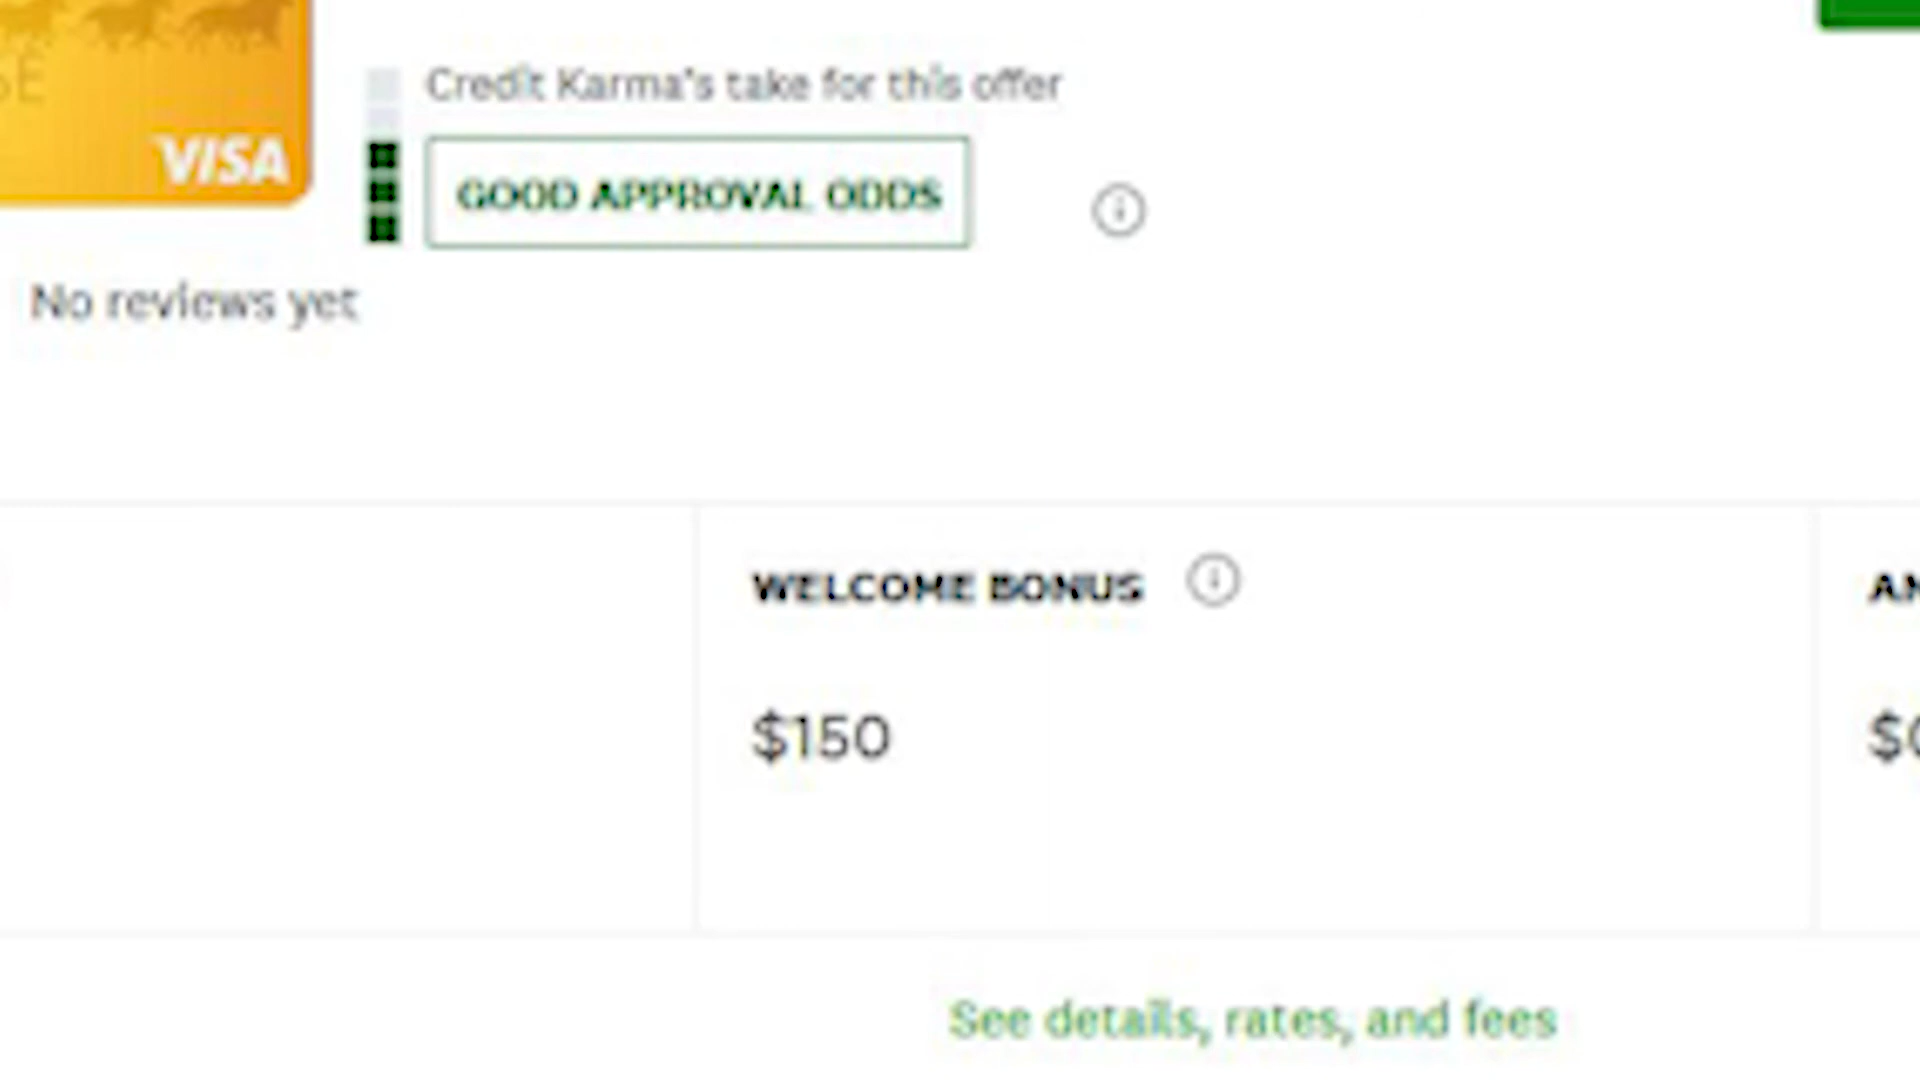 VISA
Credit Karma's take for this offer
GOOD APPROVAL ODDS
No reviews yet
WELCOME BONUS
$150
See details, rates, and fees